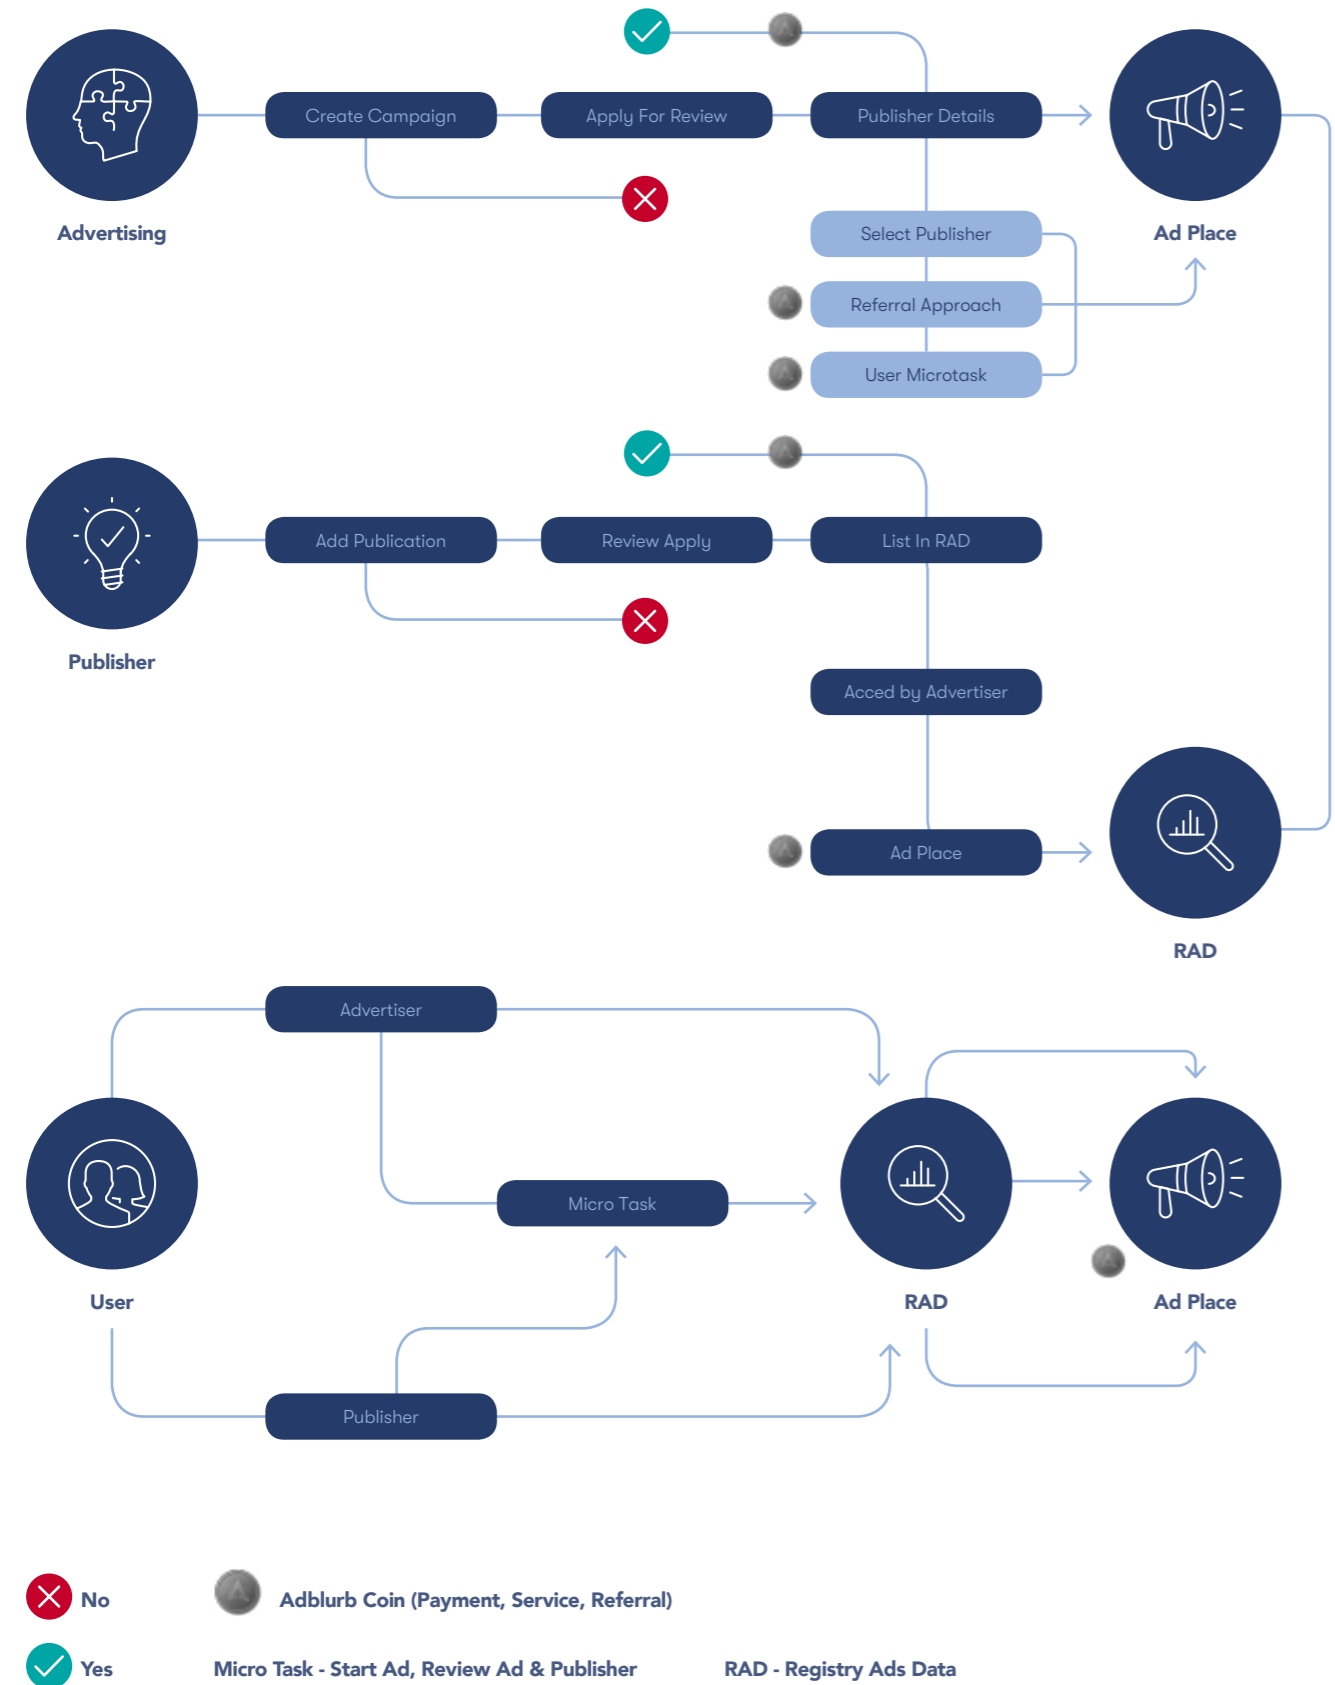 Create Campaign
Apply For Review
Publisher Details
Advertising
Ad Place
Select Publisher
Referral Approach
User Microtask
Add Publication
Review Apply
List In RAD
Publisher
Acced by Advertiser
Ad Place
RAD
Advertiser
Micro Task
User
RAD
Ad Place
Publisher
No
Adblurb Coin (Payment, Service, Referral)
Yes
Micro Task - Start Ad, Review Ad & Publisher
RAD - Registry Ads Data